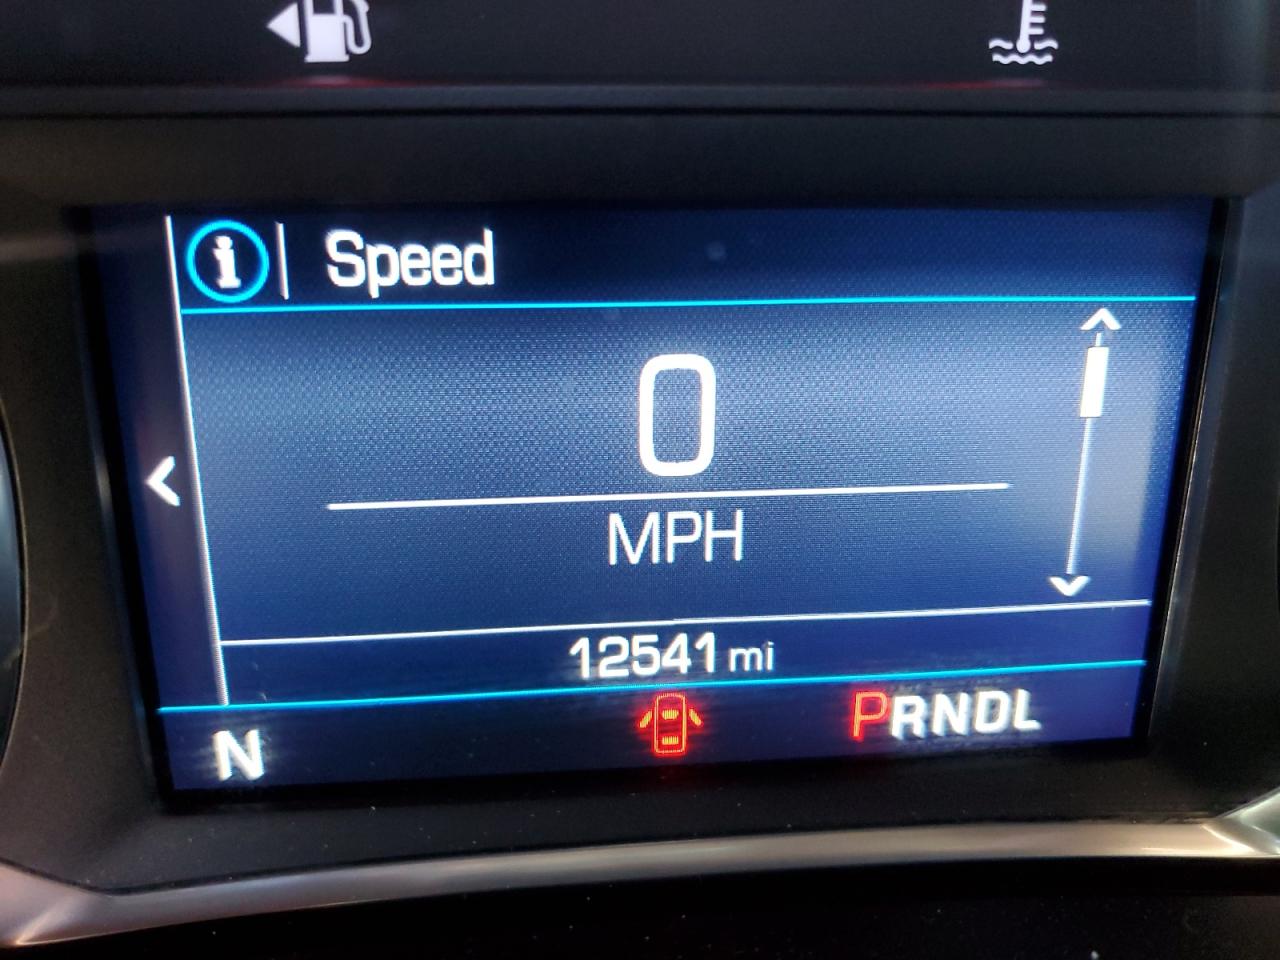 Speed
0
MPH
12541 mi
N
PRNDL